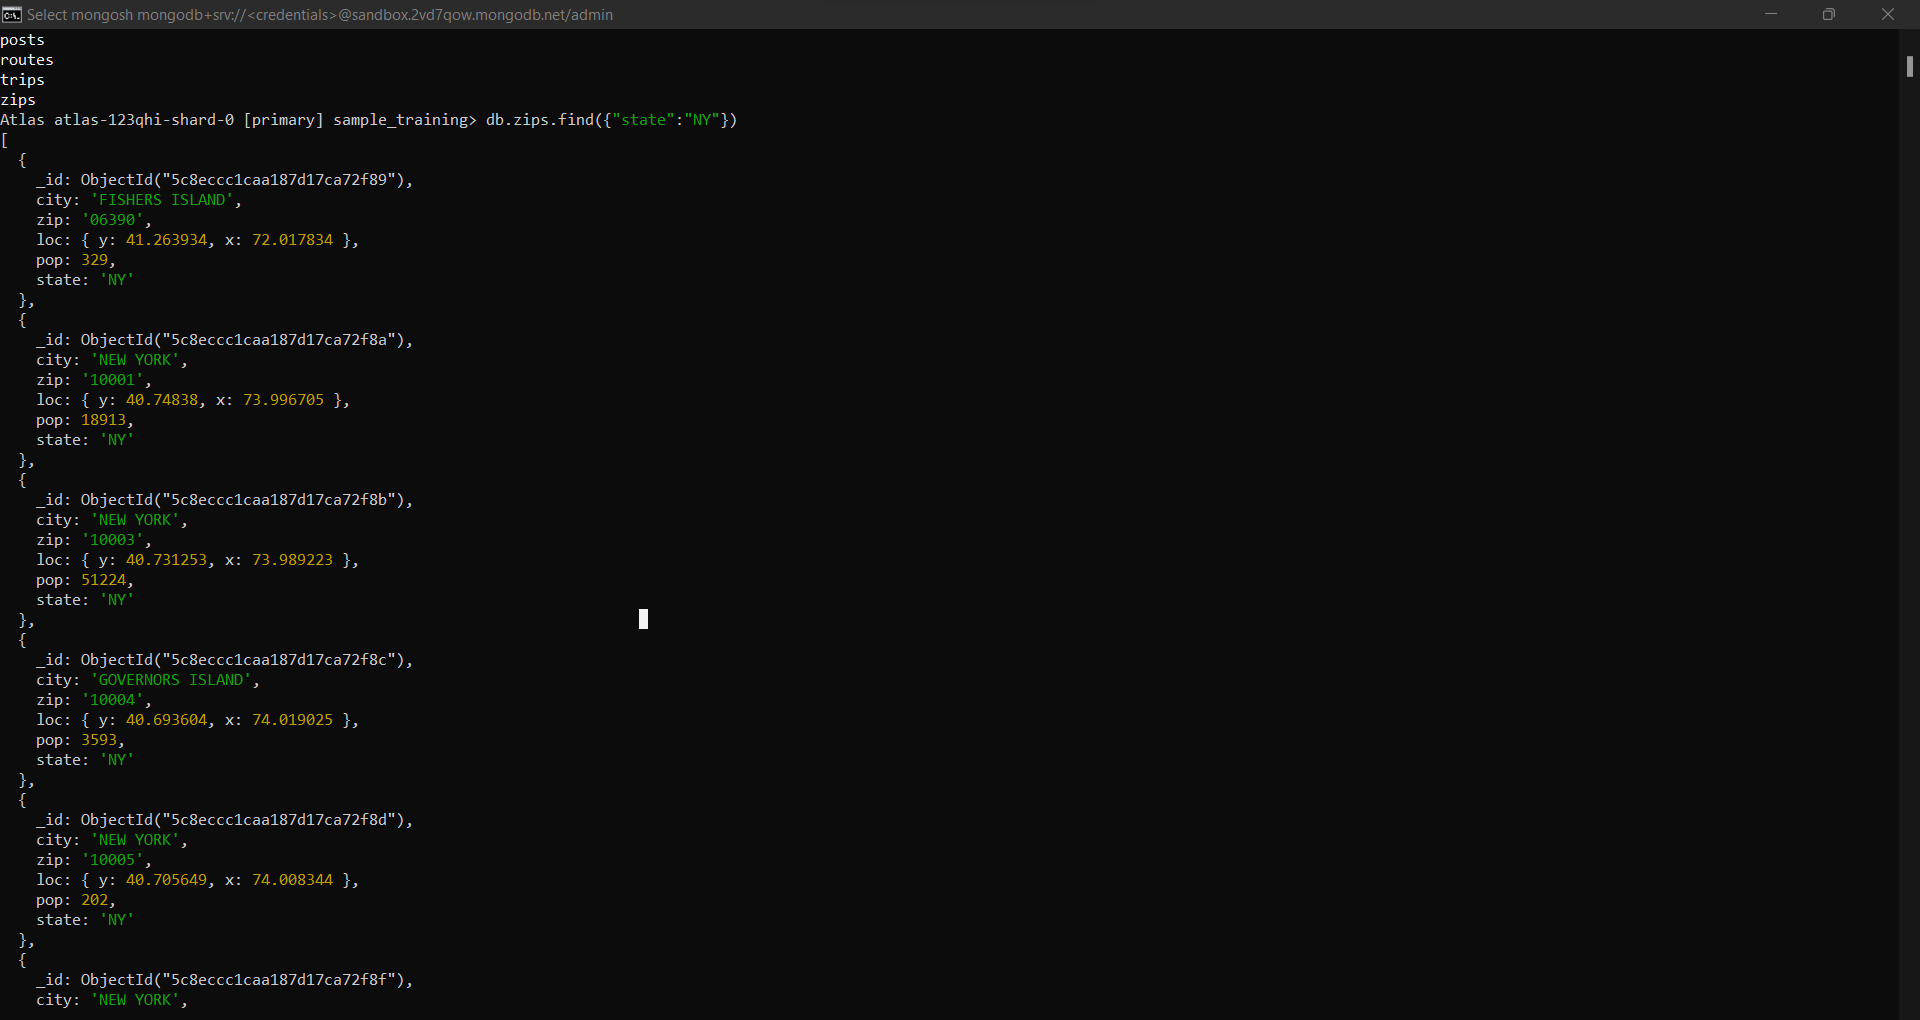 Select mongosh mongodb+srv://<credentials>@sandbox.2vd7qow.mongodb.net/admin
posts
routes
trips
zips
Atlas atlas-123qhi-shard-0 [primary] sample_training> db.zips.find({"state":"NY"})
[
  {
    _id: ObjectId("5c8eccc1caa187d17ca72f89"),
    city: 'FISHERS ISLAND',
    zip: '06390',
    loc: { y: 41.263934, x: 72.017834 },
    pop: 329,
    state: 'NY'
  },
  {
    _id: ObjectId("5c8eccc1caa187d17ca72f8a"),
    city: 'NEW YORK',
    zip: '10001',
    loc: { y: 40.74838, x: 73.996705 },
    pop: 18913,
    state: 'NY'
  },
  {
    _id: ObjectId("5c8eccc1caa187d17ca72f8b"),
    city: 'NEW YORK',
    zip: '10003',
    loc: { y: 40.731253, x: 73.989223 },
    pop: 51224,
    state: 'NY'
  },
  {
    _id: ObjectId("5c8eccc1caa187d17ca72f8c"),
    city: 'GOVERNORS ISLAND',
    zip: '10004',
    loc: { y: 40.693604, x: 74.019025 },
    pop: 3593,
    state: 'NY'
  },
  {
    _id: ObjectId("5c8eccc1caa187d17ca72f8d"),
    city: 'NEW YORK',
    zip: '10005',
    loc: { y: 40.705649, x: 74.008344 },
    pop: 202,
    state: 'NY'
  },
  {
    _id: ObjectId("5c8eccc1caa187d17ca72f8f"),
    city: 'NEW YORK',